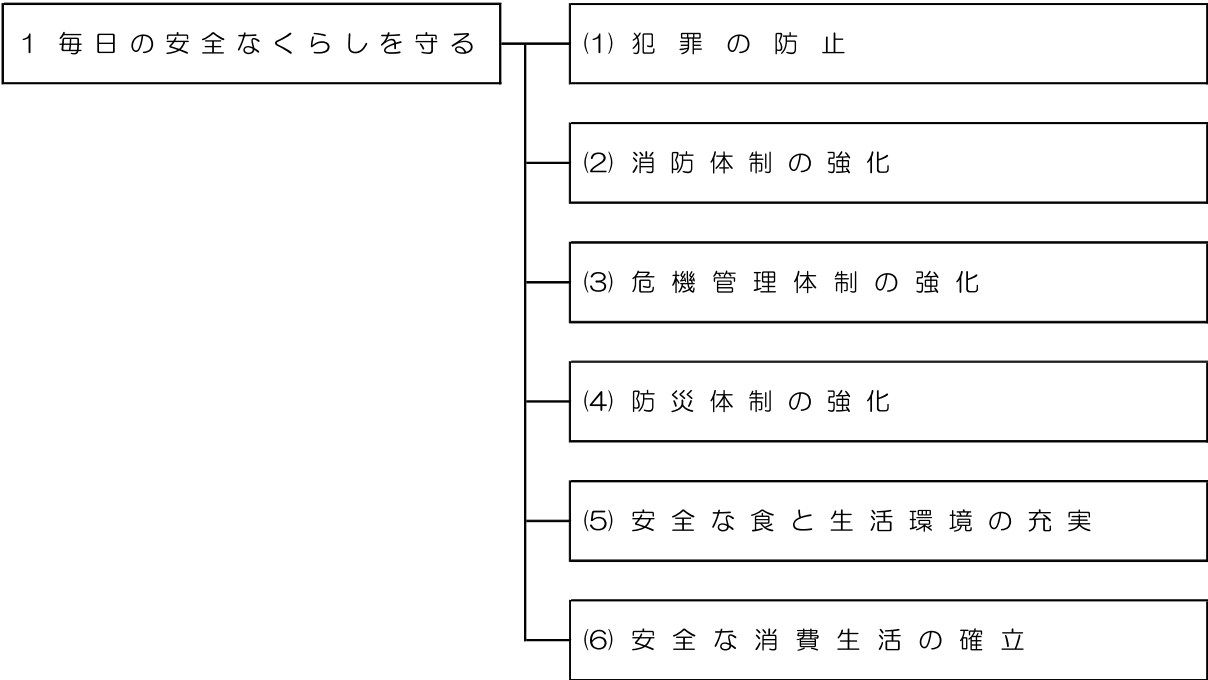 1 毎日の安全なくらしを守る
(1) 犯罪の防止
(2) 消防体制の強化
(3) 危機管理体制の強化
(4) 防災体制の強化
(5) 安全な食と生活環境の充実
(6) 安全な消費生活の確立